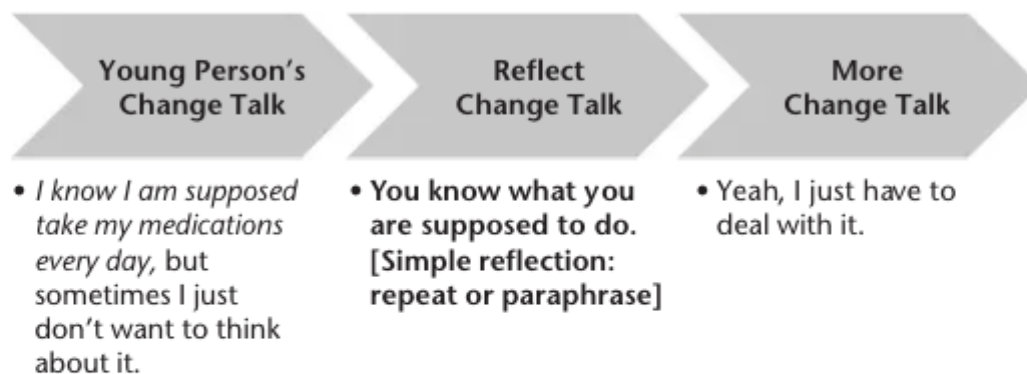 Young Person's
Change Talk
Reflect
Change Talk
More
Change Talk
• I know I am supposed
take my medications
every day, but
sometimes I just
don't want to think
about it.
• You know what you
are supposed to do.
[Simple reflection:
repeat or paraphrase]
• Yeah, I just have to
deal with it.